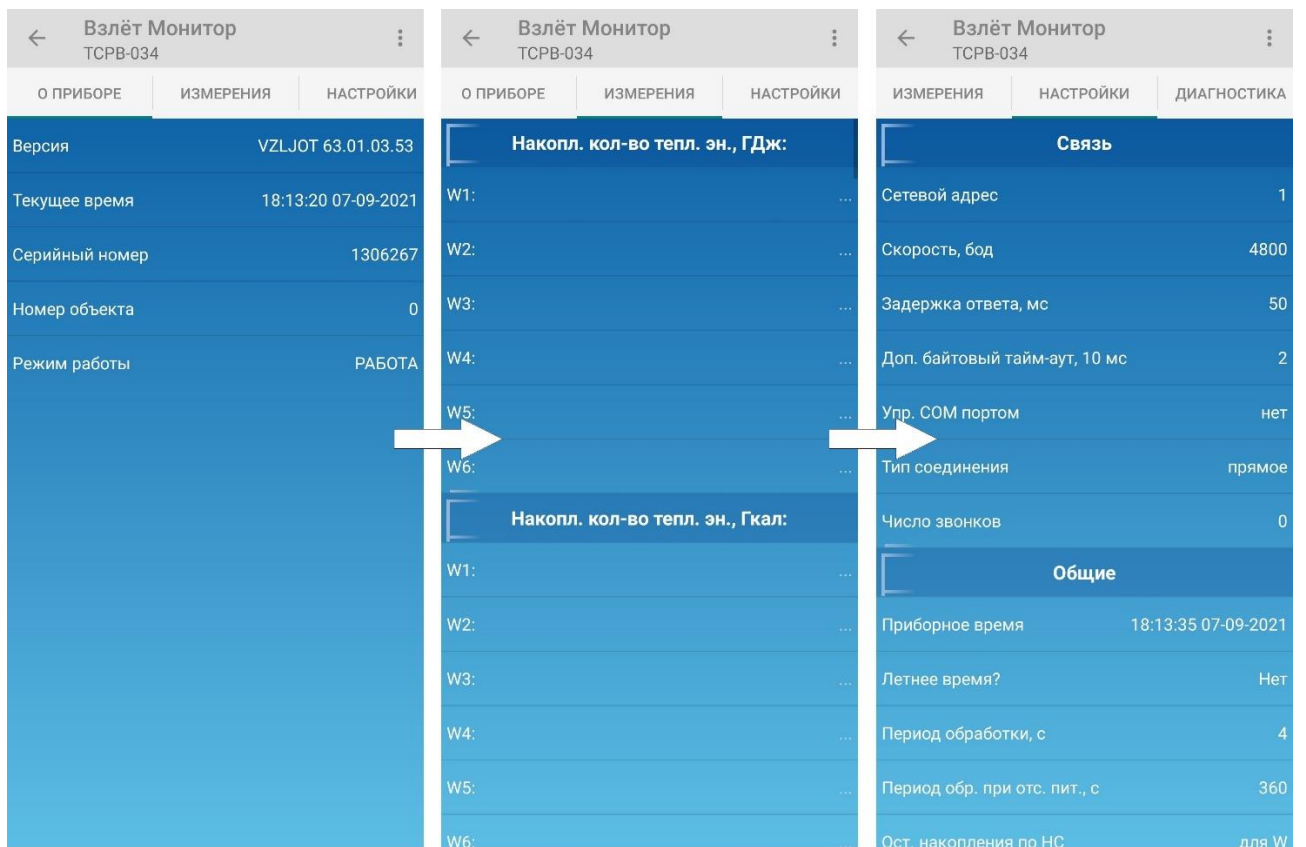 Взлёт Монитор
ТСРВ-034
О ПРИБОРЕ ИЗМЕРЕНИЯ НАСТРОЙКИ
Версия VZLJOT 63.01.03.53
Текущее время 18:13:20 07-09-2021
Серийный номер 1306267
Номер объекта 0
Режим работы РАБОТА
Взлёт Монитор
ТСРВ-034
О ПРИБОРЕ ИЗМЕРЕНИЯ НАСТРОЙКИ
Накопл. кол-во тепл. эн., ГДж:
W1: ...
W2: ...
W3: ...
W4: ...
W5: ...
W6: ...
Накопл. кол-во тепл. эн., Гкал:
W1: ...
W2: ...
W3: ...
W4: ...
W5: ...
W6:
Взлёт Монитор
ТСРВ-034
ИЗМЕРЕНИЯ НАСТРОЙКИ ДИАГНОСТИКА
Связь
Сетевой адрес 1
Скорость, бод 4800
Задержка ответа, мс 50
Доп. байтовый тайм-аут, 10 мс 2
Упр. COM портом нет
Тип соединения прямое
Число звонков 0
Общие
Приборное время 18:13:35 07-09-2021
Летнее время? Нет
Период обработки, с 4
Период обр. при отс. пит., с 360
Ост. накопления по НС для W